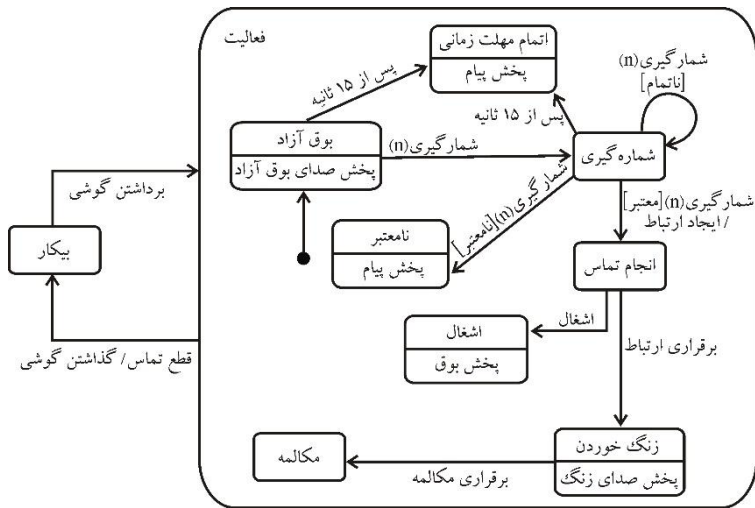 فعالیت
اتمام مهلت زمانی
پخش پیام
شمارگیری(n)
[ناتمام]
پس از ۱۵ ثانیه
پس از ۱۵ ثانیه
بوق آزاد
پخش صدای بوق آزاد
شمارگیری(n)
شماره‌گیری
برداشتن گوشی
شمارگیری(n)[نامعتبر]
شمارگیری(n)[معتبر]
/ ایجاد ارتباط
نامعتبر
پخش پیام
بیکار
انجام تماس
اشغال
اشغال
پخش بوق
برقراری ارتباط
قطع تماس/ گذاشتن گوشی
زنگ خوردن
پخش صدای زنگ
برقراری مکالمه
مکالمه